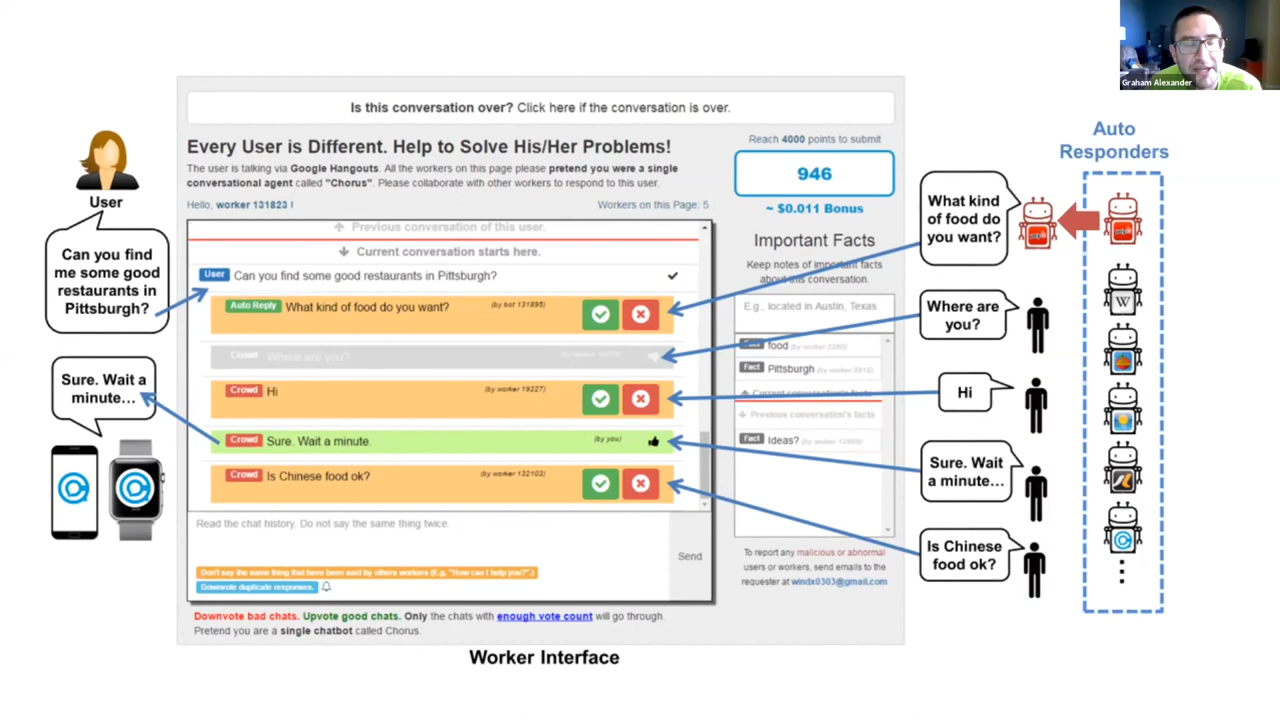 Graham Alexander
Is this conversation over? Click here if the conversation is over.
Every User is Different. Help to Solve His/Her Problems!
The user is talking via Google Hangouts. All the workers on this page please pretend you were a single
conversational agent called "Chorus". Please collaborate with other workers to respond to this user.
Hello, worker 131823 !
Workers on this Page: 5
Previous conversation of this user.
Current conversation starts here.
User Can you find some good restaurants in Pittsburgh?
Auto Reply What kind of food do you want? (by bot 131895)
Crowd Where are you?
Crowd Hi (by worker 19227)
Crowd Sure. Wait a minute. (by you)
Crowd Is Chinese food ok? (by worker 132103)
Read the chat history. Do not say the same thing twice.
Send
Don't say the same thing that have been said by others workers (E.g. "How can I help you?".)
Downvote duplicate responses.
Downvote bad chats. Upvote good chats. Only the chats with enough vote count will go through.
Pretend you are a single chatbot called Chorus.
Reach 4000 points to submit
946
~ $0.011 Bonus
Important Facts
Keep notes of important facts
about this conversation.
E.g., located in Austin, Texas
Fact food
Fact Pittsburgh
Current conversation's facts
Previous conversation's facts
Fact Ideas?
To report any malicious or abnormal
users or workers, send emails to the
requester at windx0303@gmail.com
Worker Interface
User
Can you find
me some good
restaurants in
Pittsburgh?
Sure. Wait a
minute…
What kind
of food do
you want?
Where are
you?
Hi
Sure. Wait
a minute…
Is Chinese
food ok?
Auto
Responders
W